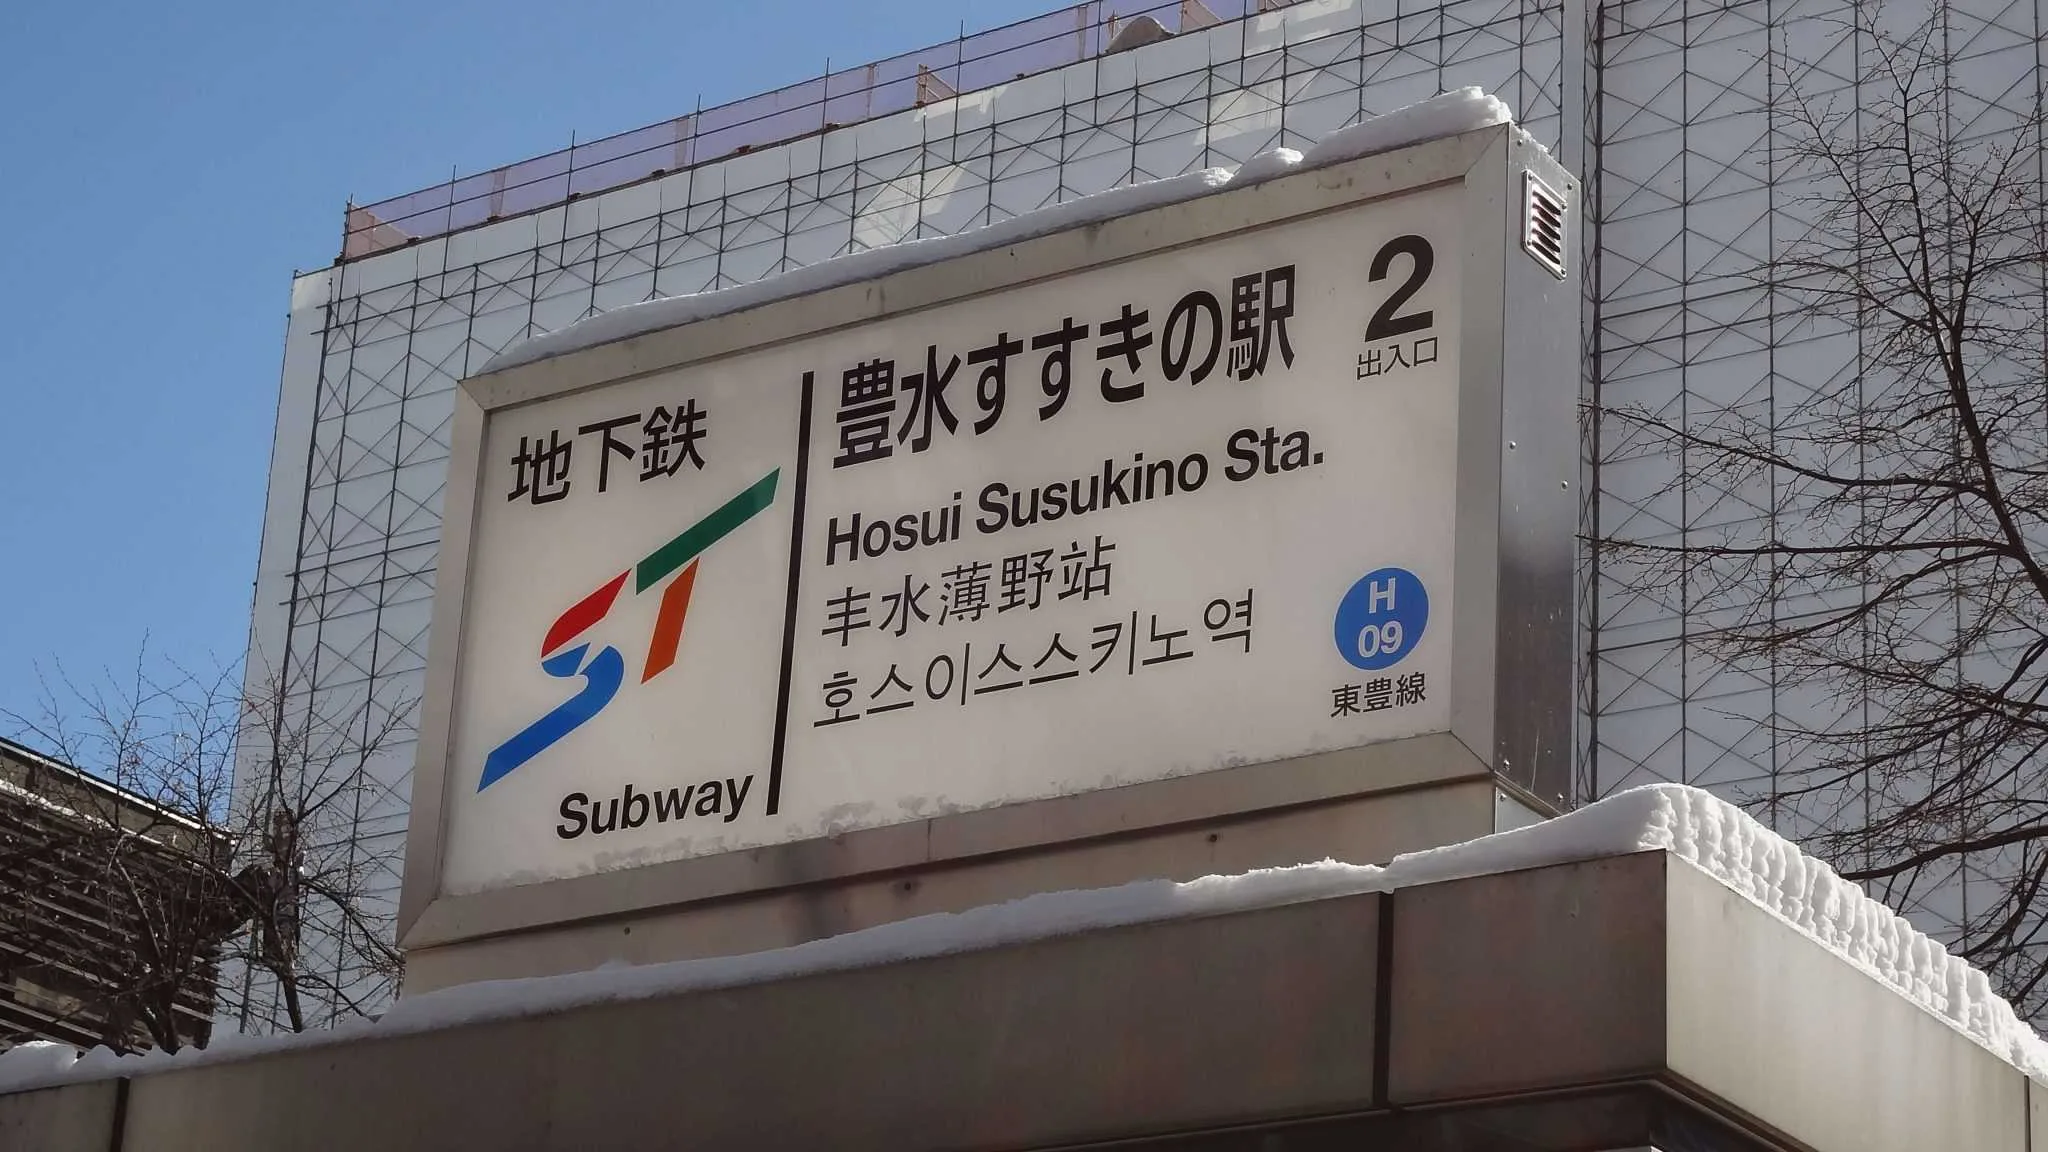 地下鉄
ST
Subway
豊水すすきの駅
Hosui Susukino Sta.
丰水薄野站
호스이스스키노역
2
出入口
H
09
東豊線